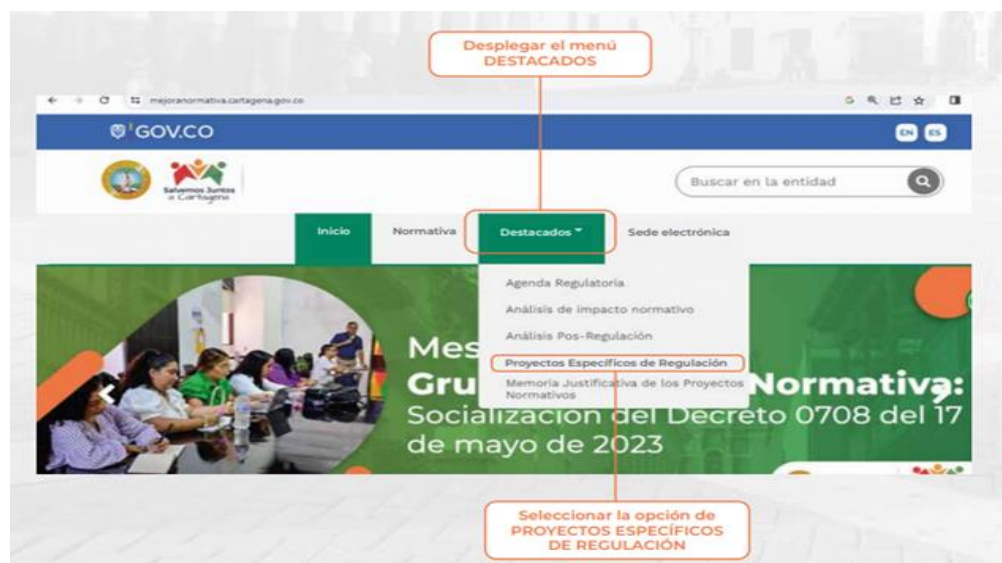 Desplegar el menú
DESTACADOS
mejoranormativa.cartagena.gov.co
GOV.CO
EN ES
Salvemos Juntos
a Cartagena
Buscar en la entidad
Inicio Normativa Destacados Sede electrónica
Agenda Regulatoria
Análisis de impacto normativo
Análisis Pos-Regulación
Proyectos Específicos de Regulación
Memoria Justificativa de los Proyectos
Normativos
Mes
Gru Normativa:
Socialización del Decreto 0708 del 17
de mayo de 2023
Seleccionar la opción de
PROYECTOS ESPECÍFICOS
DE REGULACIÓN